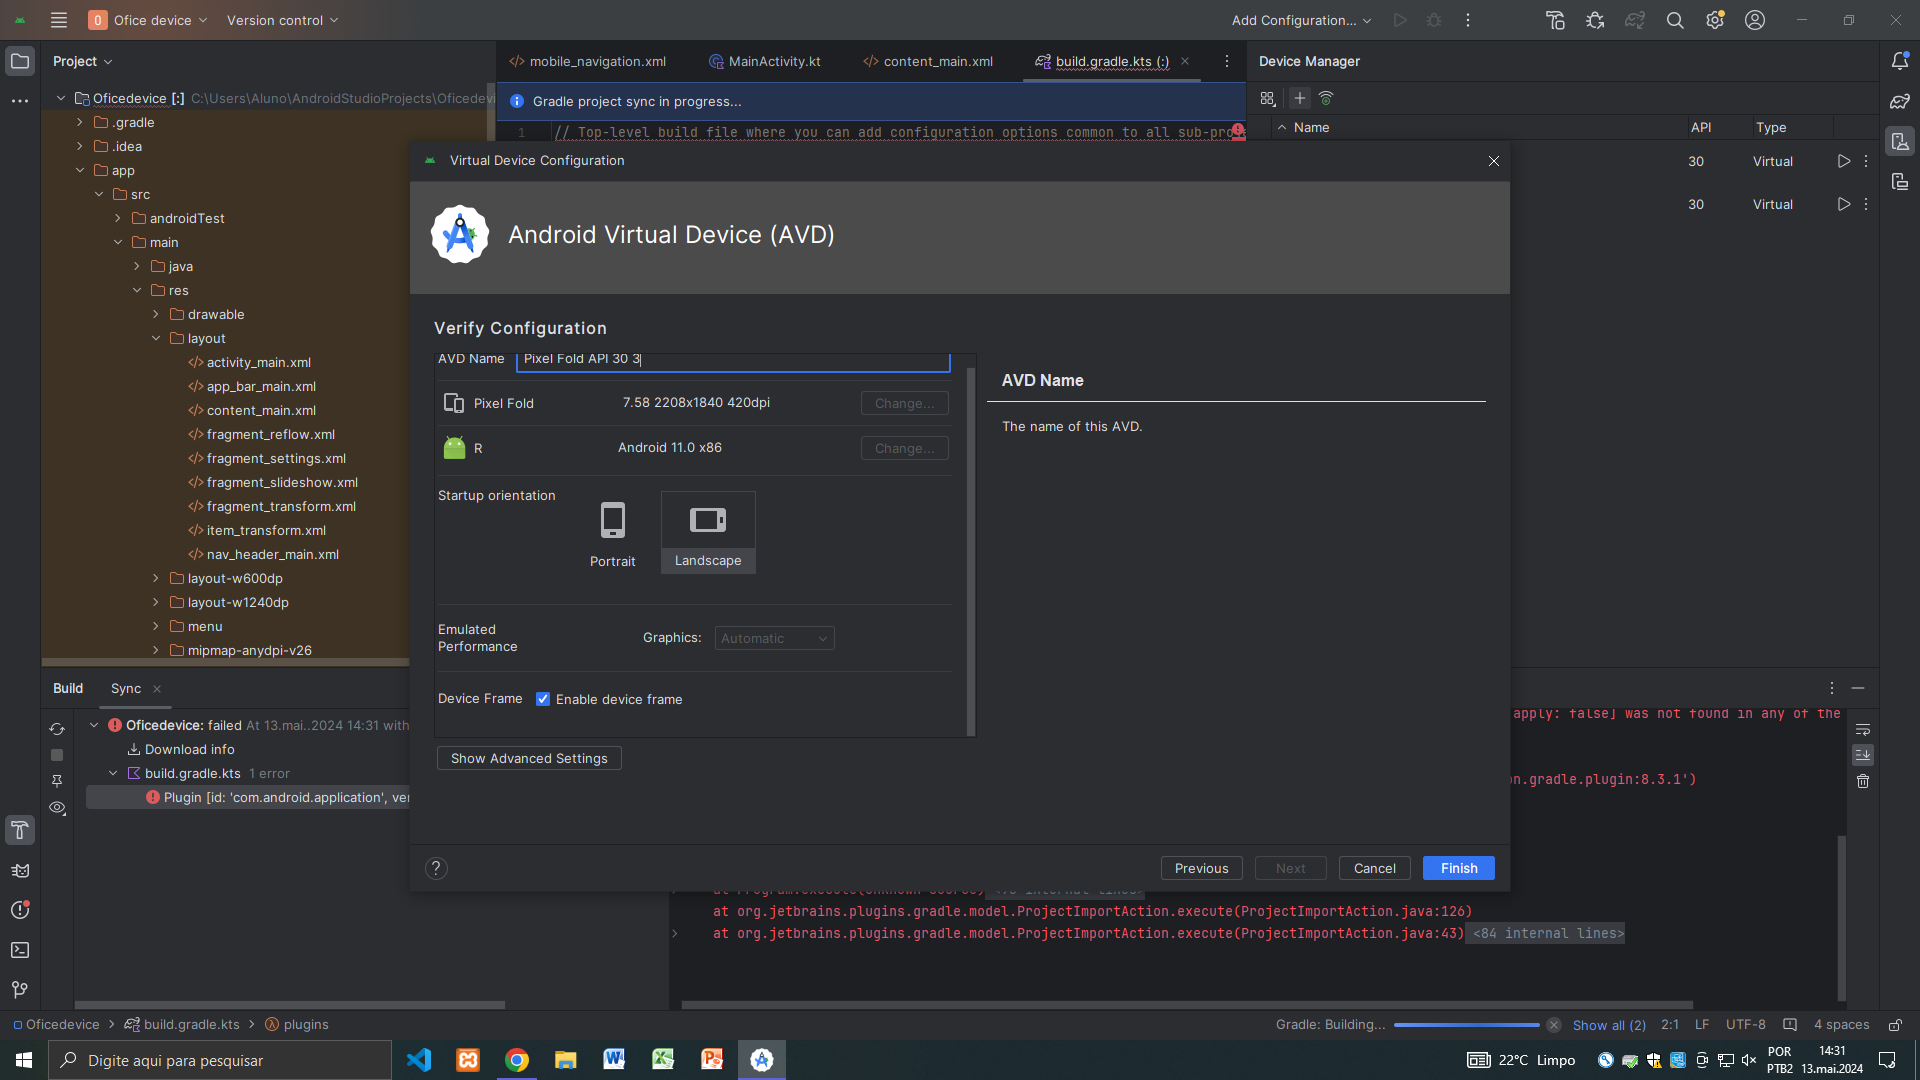 O Ofice device Version control Add Configuration...
Project
mobile_navigation.xml MainActivity.kt content_main.xml build.gradle.kts (:)
Device Manager
Gradle project sync in progress...
Name API Type
30 Virtual
30 Virtual
1 // Top-level build file where you can add configuration options common to all sub-pro
Oficedevice [:] C:\Users\Aluno\AndroidStudioProjects\Oficedevi
.gradle
.idea
app
src
androidTest
main
java
res
drawable
layout
activity_main.xml
app_bar_main.xml
content_main.xml
fragment_reflow.xml
fragment_settings.xml
fragment_slideshow.xml
fragment_transform.xml
item_transform.xml
nav_header_main.xml
layout-w600dp
layout-w1240dp
menu
mipmap-anydpi-v26
Virtual Device Configuration
Android Virtual Device (AVD)
Verify Configuration
AVD Name Pixel Fold API 30 3
Pixel Fold 7.58 2208x1840 420dpi Change...
R Android 11.0 x86 Change...
Startup orientation
Portrait
Landscape
Emulated
Performance
Graphics: Automatic
Device Frame Enable device frame
Show Advanced Settings
AVD Name
The name of this AVD.
? Previous Next Cancel Finish
Build Sync
Oficedevice: failed At 13.mai..2024 14:31 with
Download info
build.gradle.kts 1 error
Plugin [id: 'com.android.application', ver
apply: false] was not found in any of the
on.gradle.plugin:8.3.1')
at org.jetbrains.plugins.gradle.model.ProjectImportAction.execute(ProjectImportAction.java:126)
at org.jetbrains.plugins.gradle.model.ProjectImportAction.execute(ProjectImportAction.java:43) <84 internal lines>
Oficedevice build.gradle.kts plugins
Gradle: Building... Show all (2) 2:1 LF UTF-8 4 spaces
Digite aqui para pesquisar
22°C Limpo
POR
PTB2
14:31
13.mai.2024